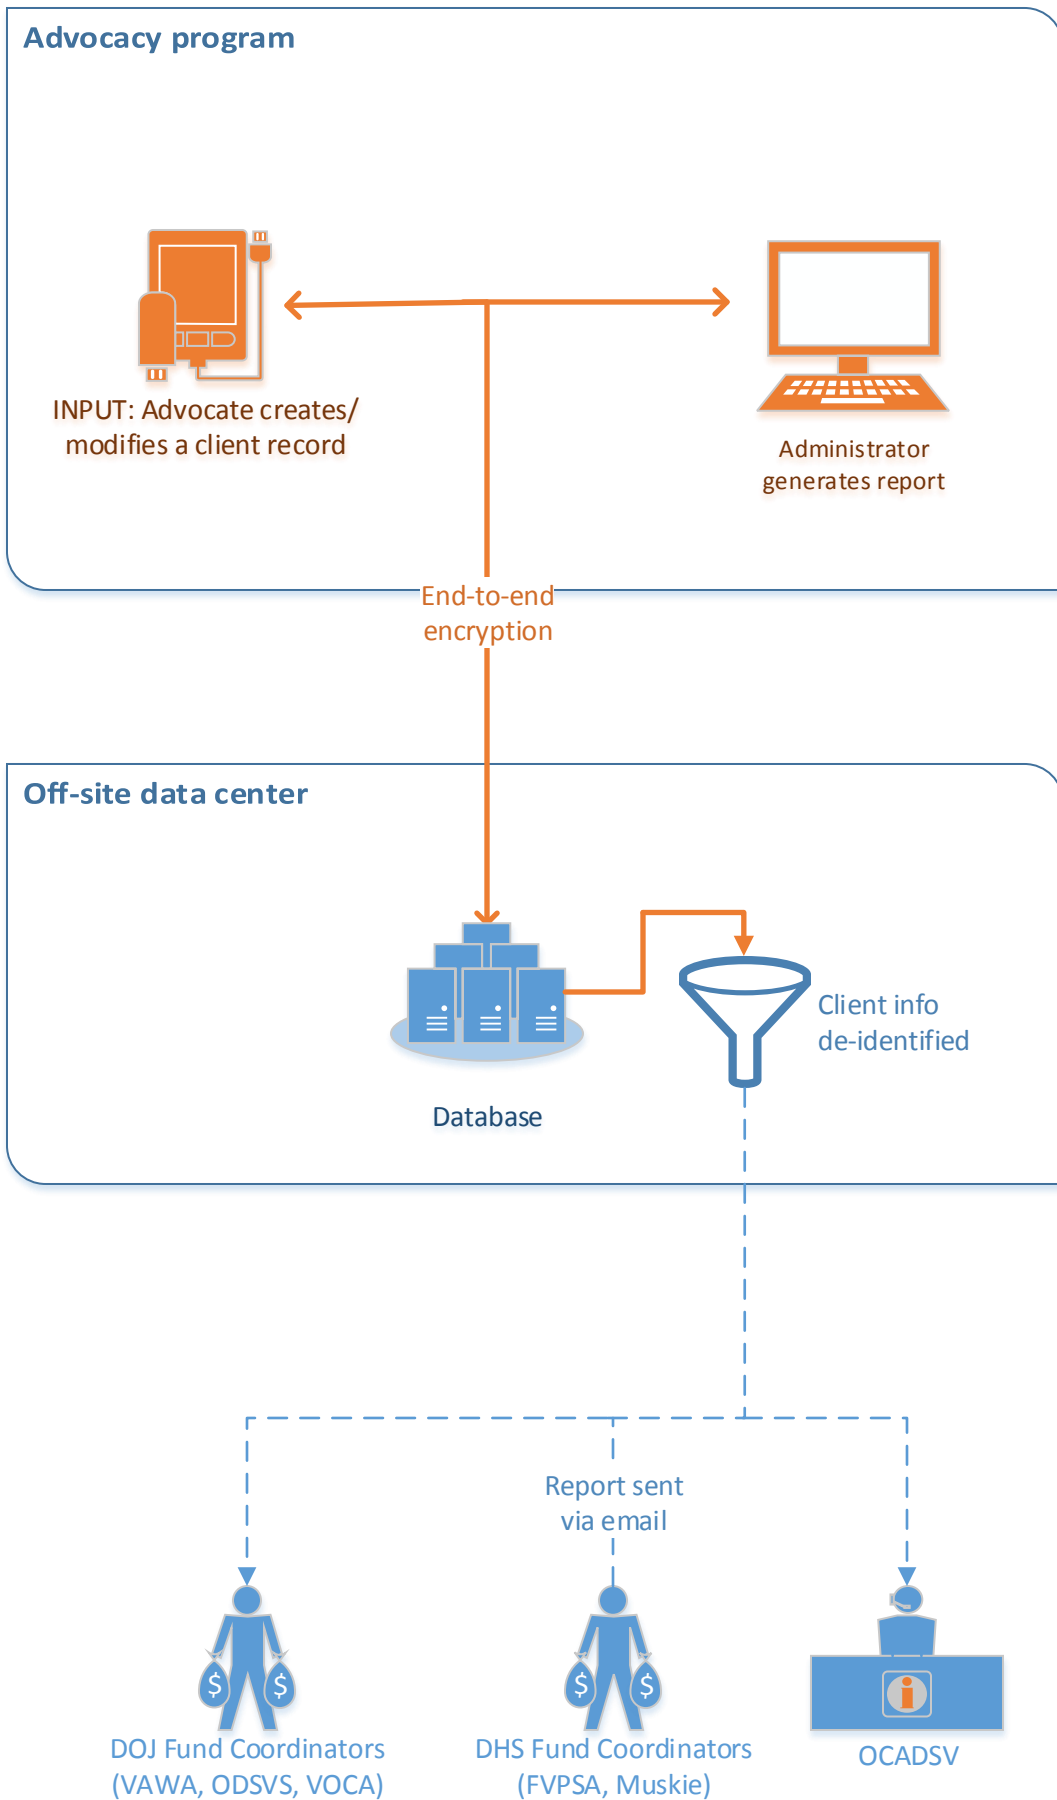 Advocacy program
INPUT: Advocate creates/
modifies a client record
Administrator
generates report
End-to-end
encryption
Off-site data center
Client info
de-identified
Database
Report sent
via email
$ $
$ $
i
DOJ Fund Coordinators
(VAWA, ODSVS, VOCA)
DHS Fund Coordinators
(FVPSA, Muskie)
OCADSV